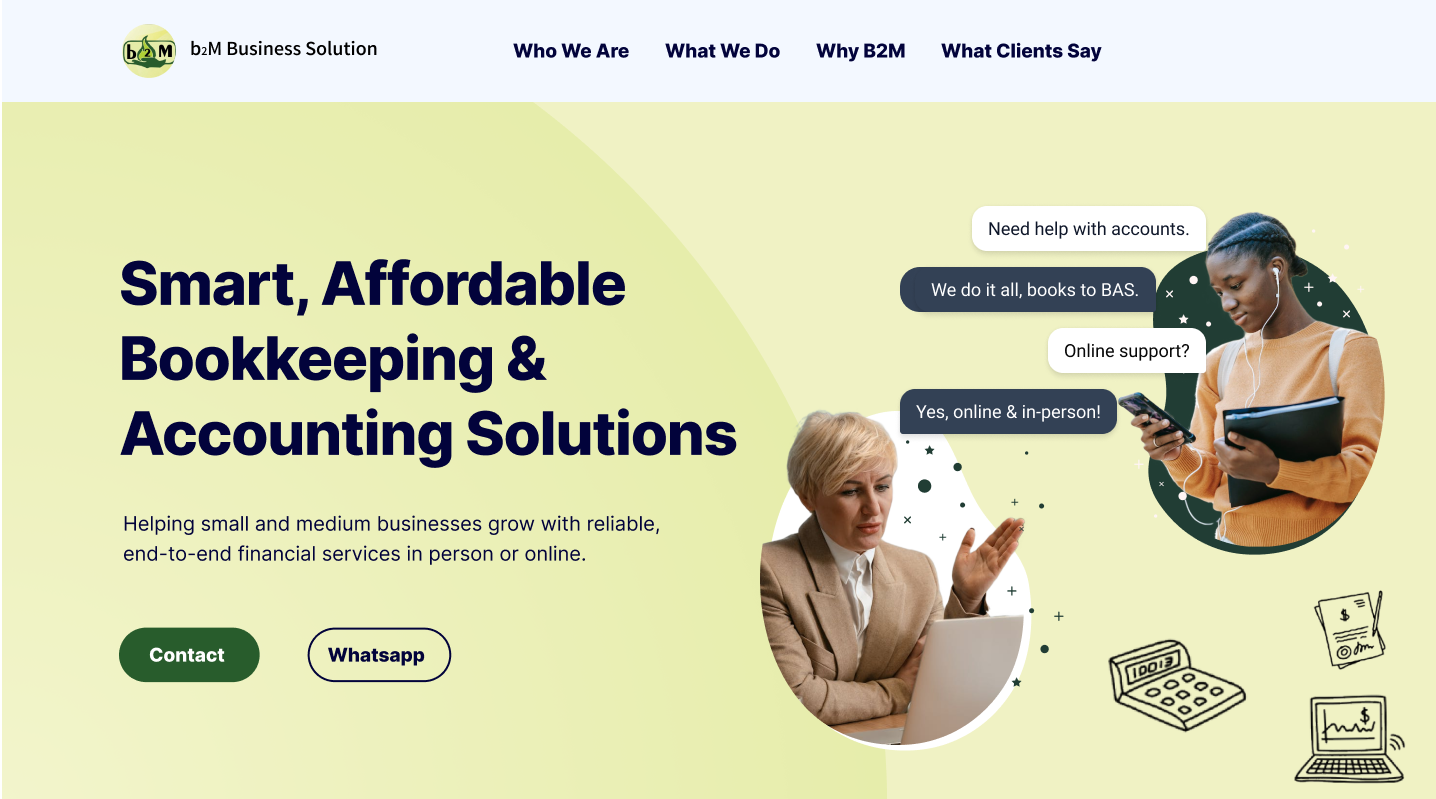 b2M
b₂M Business Solution
Who We Are
What We Do
Why B2M
What Clients Say
Smart, Affordable
Bookkeeping &
Accounting Solutions
Helping small and medium businesses grow with reliable,
end-to-end financial services in person or online.
Contact
Whatsapp
Need help with accounts.
We do it all, books to BAS.
Online support?
Yes, online & in-person!
$
10013
$